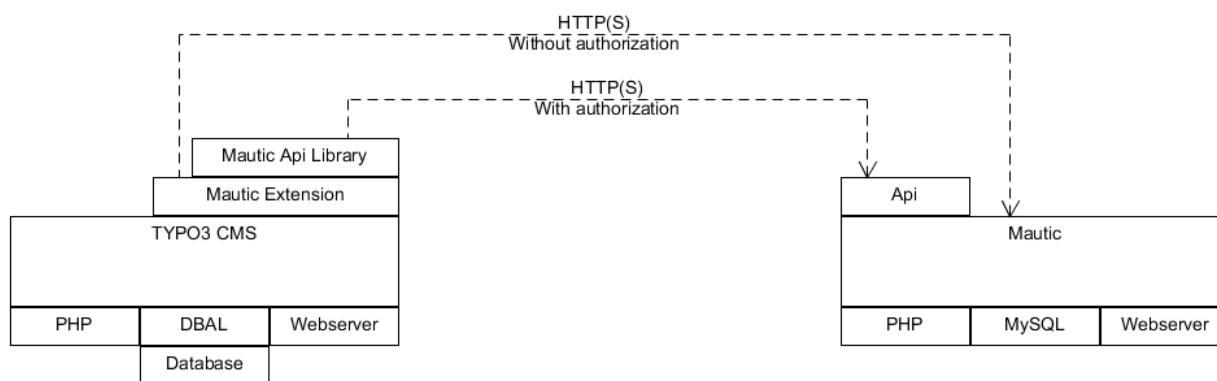 HTTP(S)
Without authorization
HTTP(S)
With authorization
Mautic Api Library
Mautic Extension
Api
TYPO3 CMS
Mautic
PHP
DBAL
Webserver
PHP
MySQL
Webserver
Database